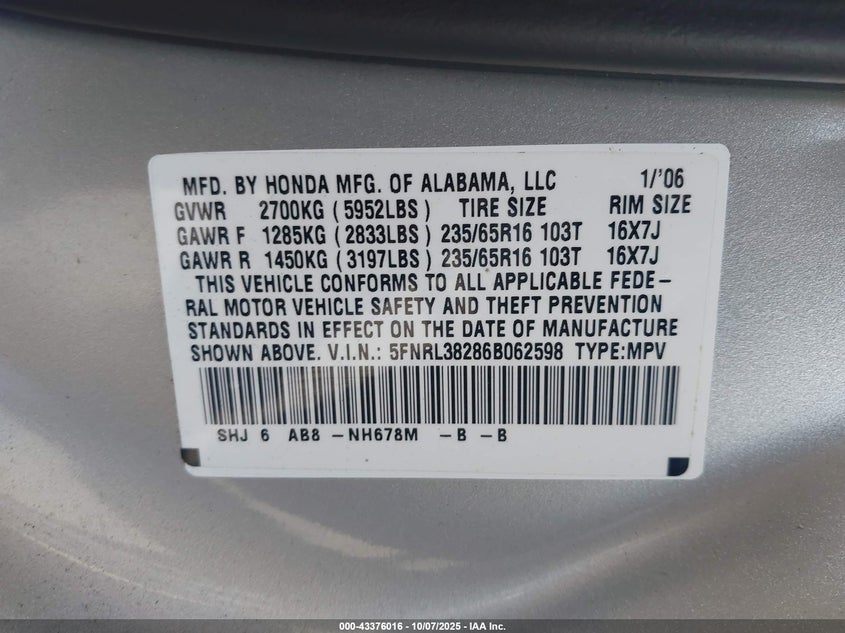 MFD. BY HONDA MFG. OF ALABAMA, LLC 1/'06
GVWR 2700KG (5952LBS) TIRE SIZE RIM SIZE
GAWR F 1285KG (2833LBS) 235/65R16 103T 16X7J
GAWR R 1450KG (3197LBS) 235/65R16 103T 16X7J
THIS VEHICLE CONFORMS TO ALL APPLICABLE FEDE-
RAL MOTOR VEHICLE SAFETY AND THEFT PREVENTION
STANDARDS IN EFFECT ON THE DATE OF MANUFACTURE
SHOWN ABOVE. V.I.N.: 5FNRL38286B062598 TYPE:MPV
SHJ 6 AB8 -NH678M -B -B
000-43376016 - 10/07/2025 - IAA Inc.